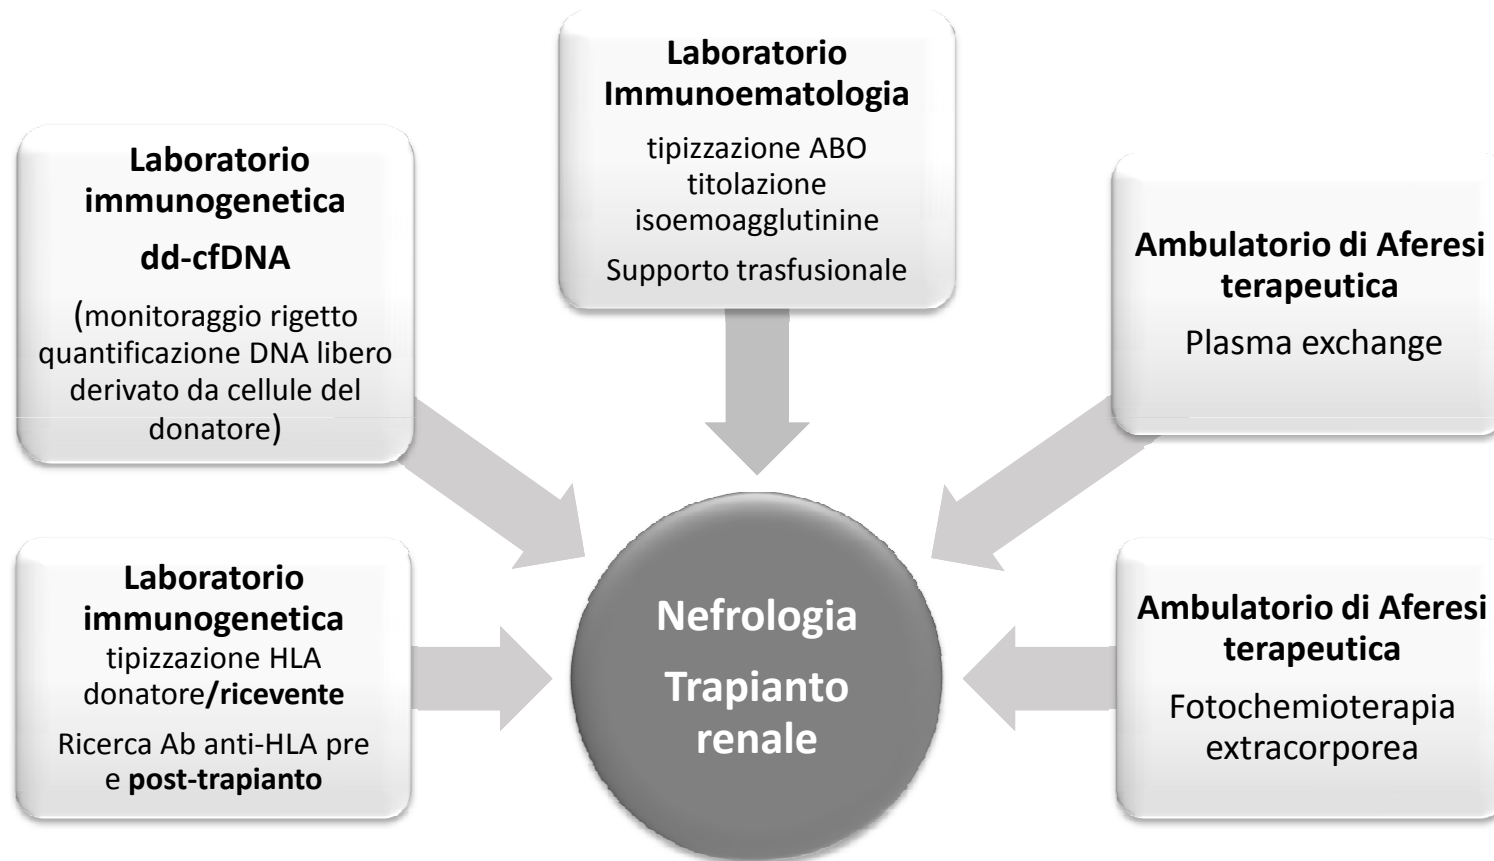 Laboratorio
Immunoematologia
tipizzazione ABO
titolazione
isoemoagglutinine
Supporto trasfusionale
Laboratorio
immunogenetica
dd-cfDNA
(monitoraggio rigetto
quantificazione DNA libero
derivato da cellule del
donatore)
Ambulatorio di Aferesi
terapeutica
Plasma exchange
Laboratorio
immunogenetica
tipizzazione HLA
donatore/ricevente
Ricerca Ab anti-HLA pre
e post-trapianto
Nefrologia
Trapianto
renale
Ambulatorio di Aferesi
terapeutica
Fotochemioterapia
extracorporea